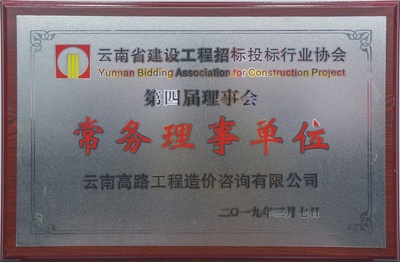 云南省建设工程招标投标行业协会
Yunnan Bidding Association for Construction Project
第四届理事会
常务理事单位
云南高路工程造价咨询有限公司
二〇一九年三月七日